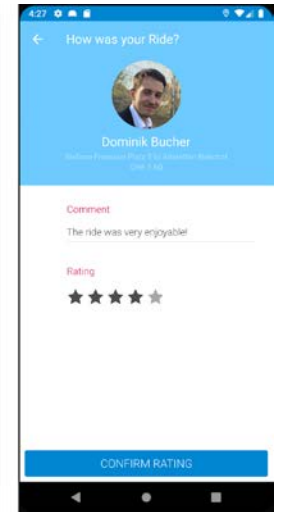 4:27
How was your Ride?
Dominik Bucher
Comment
The ride was very enjoyable!
Rating
CONFIRM RATING